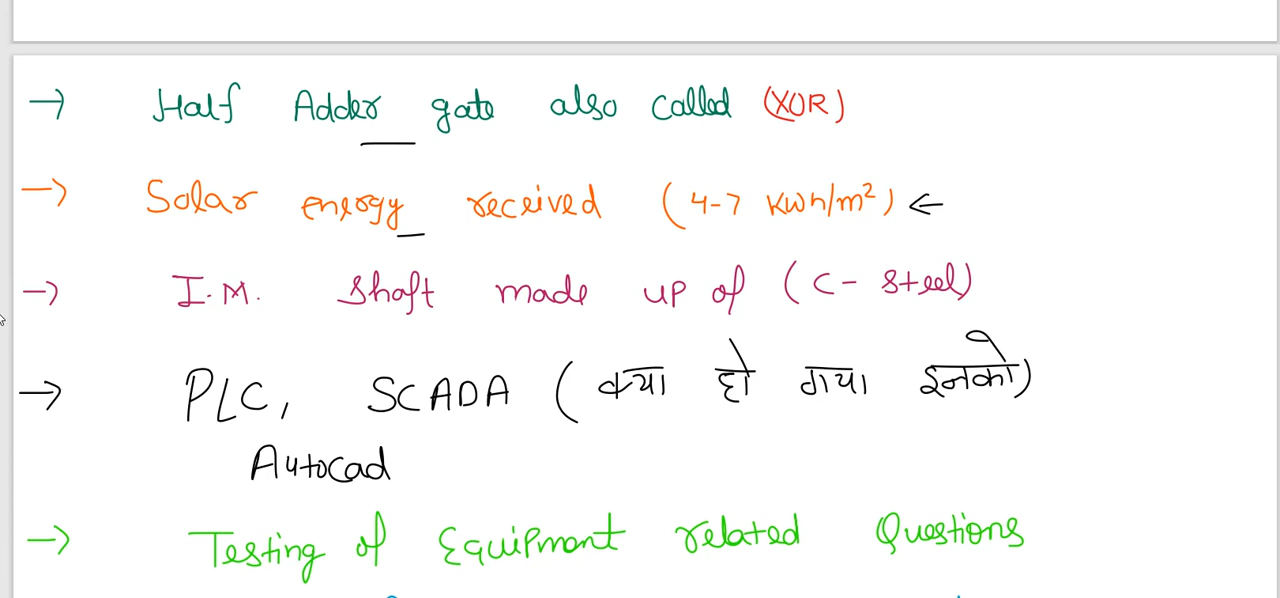 → Half Adder gate also called (XOR)
→ Solar energy received (4-7 kwh/m²) ←
→ I.M. shaft made up of (C- steel)
→ PLC, SCADA (क्या हो गया इनको)
Autocad
→ Testing of Equipment related Questions